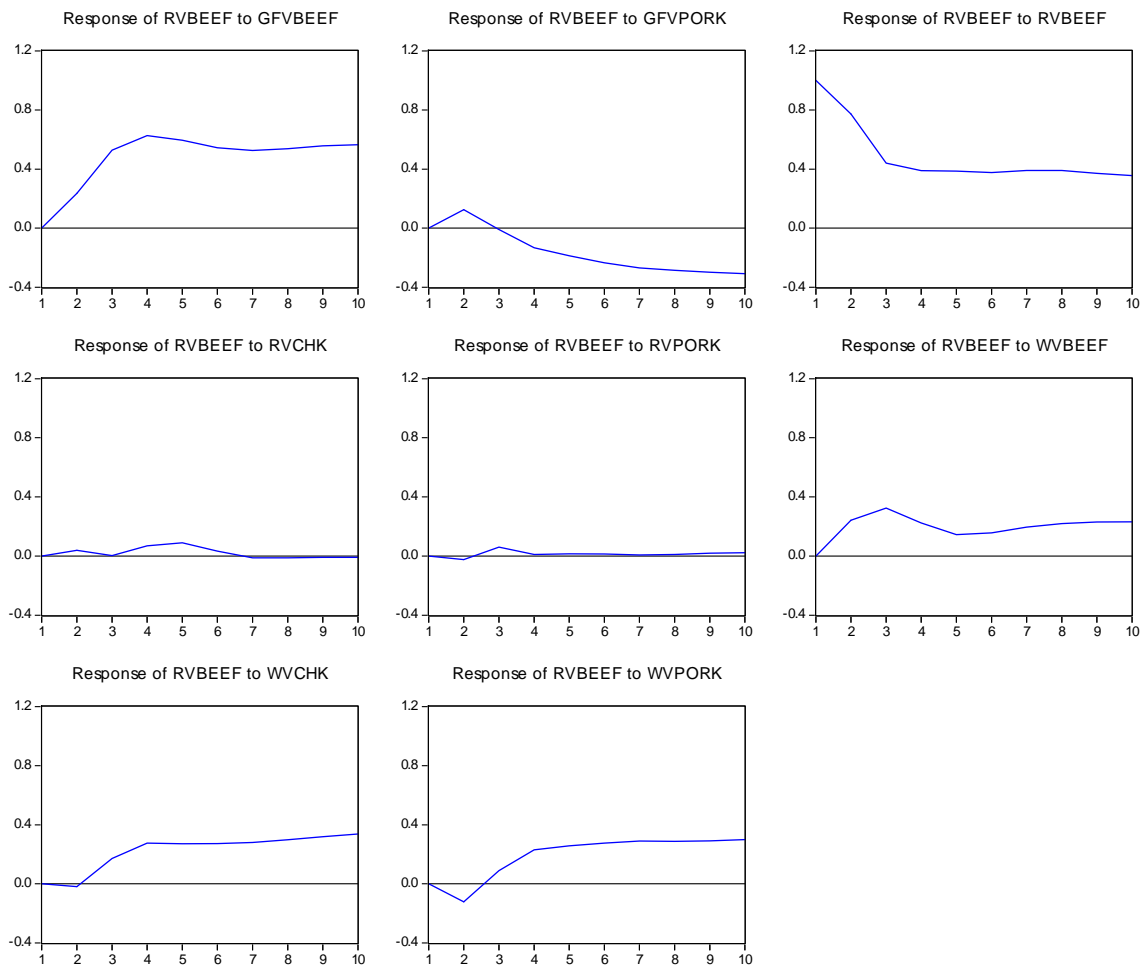 Response of RVBEEF to GFVBEEF
Response of RVBEEF to GFVPORK
Response of RVBEEF to RVBEEF
1.2
0.8
0.4
0.0
-0.4
1 2 3 4 5 6 7 8 9 10
1.2
0.8
0.4
0.0
-0.4
1 2 3 4 5 6 7 8 9 10
1.2
0.8
0.4
0.0
-0.4
1 2 3 4 5 6 7 8 9 10
Response of RVBEEF to RVCHK
Response of RVBEEF to RVPORK
Response of RVBEEF to WVBEEF
1.2
0.8
0.4
0.0
-0.4
1 2 3 4 5 6 7 8 9 10
1.2
0.8
0.4
0.0
-0.4
1 2 3 4 5 6 7 8 9 10
1.2
0.8
0.4
0.0
-0.4
1 2 3 4 5 6 7 8 9 10
Response of RVBEEF to WVCHK
Response of RVBEEF to WVPORK
1.2
0.8
0.4
0.0
-0.4
1 2 3 4 5 6 7 8 9 10
1.2
0.8
0.4
0.0
-0.4
1 2 3 4 5 6 7 8 9 10